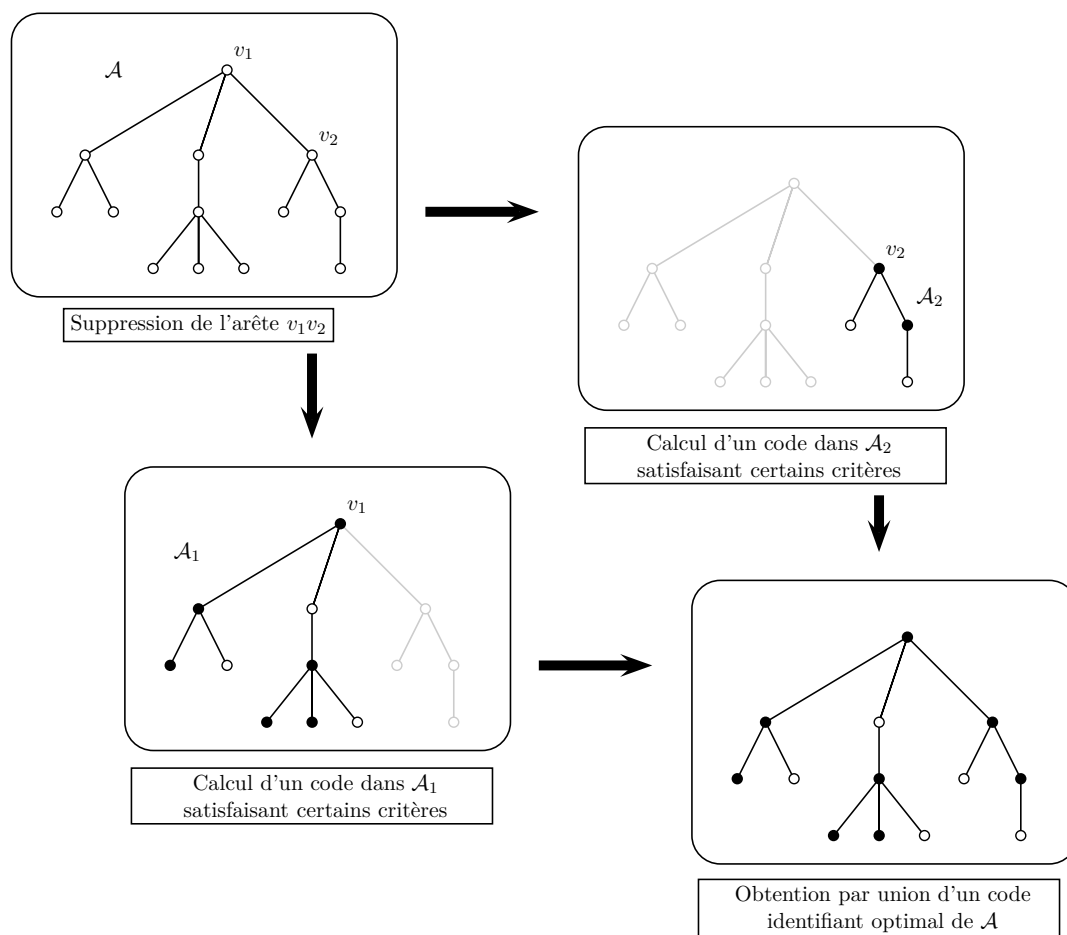 𝒜
v₁
v₂
Suppression de l'arête v₁v₂
v₂
𝒜₂
Calcul d'un code dans 𝒜₂
satisfaisant certains critères
v₁
𝒜₁
Calcul d'un code dans 𝒜₁
satisfaisant certains critères
Obtention par union d'un code
identifiant optimal de 𝒜